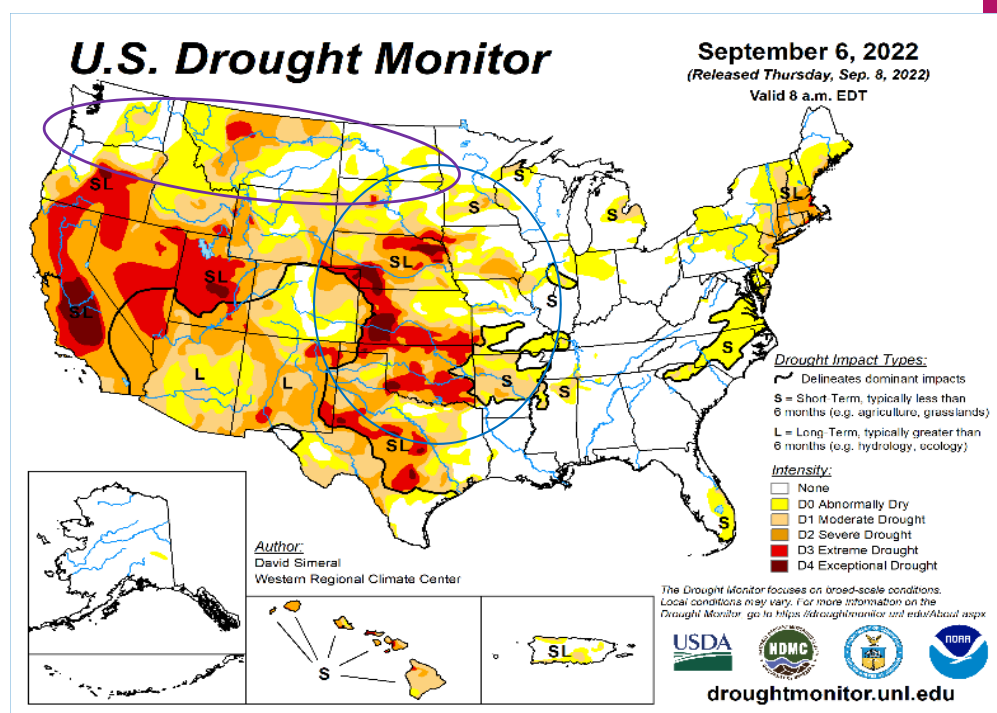 U.S. Drought Monitor
September 6, 2022
(Released Thursday, Sep. 8, 2022)
Valid 8 a.m. EDT
S
SL
S
S
SL
SL
SL
S
SL
S
L
L
S
S
SL
S
Drought Impact Types:
Delineates dominant impacts
S = Short-Term, typically less than
6 months (e.g. agriculture, grasslands)
L = Long-Term, typically greater than
6 months (e.g. hydrology, ecology)
Intensity:
None
D0 Abnormally Dry
D1 Moderate Drought
D2 Severe Drought
D3 Extreme Drought
D4 Exceptional Drought
Author:
David Simeral
Western Regional Climate Center
S
SL
The Drought Monitor focuses on broad-scale conditions.
Local conditions may vary. For more information on the
Drought Monitor, go to https://droughtmonitor.unl.edu/About.aspx
USDA
NDMC
NOAA
droughtmonitor.unl.edu